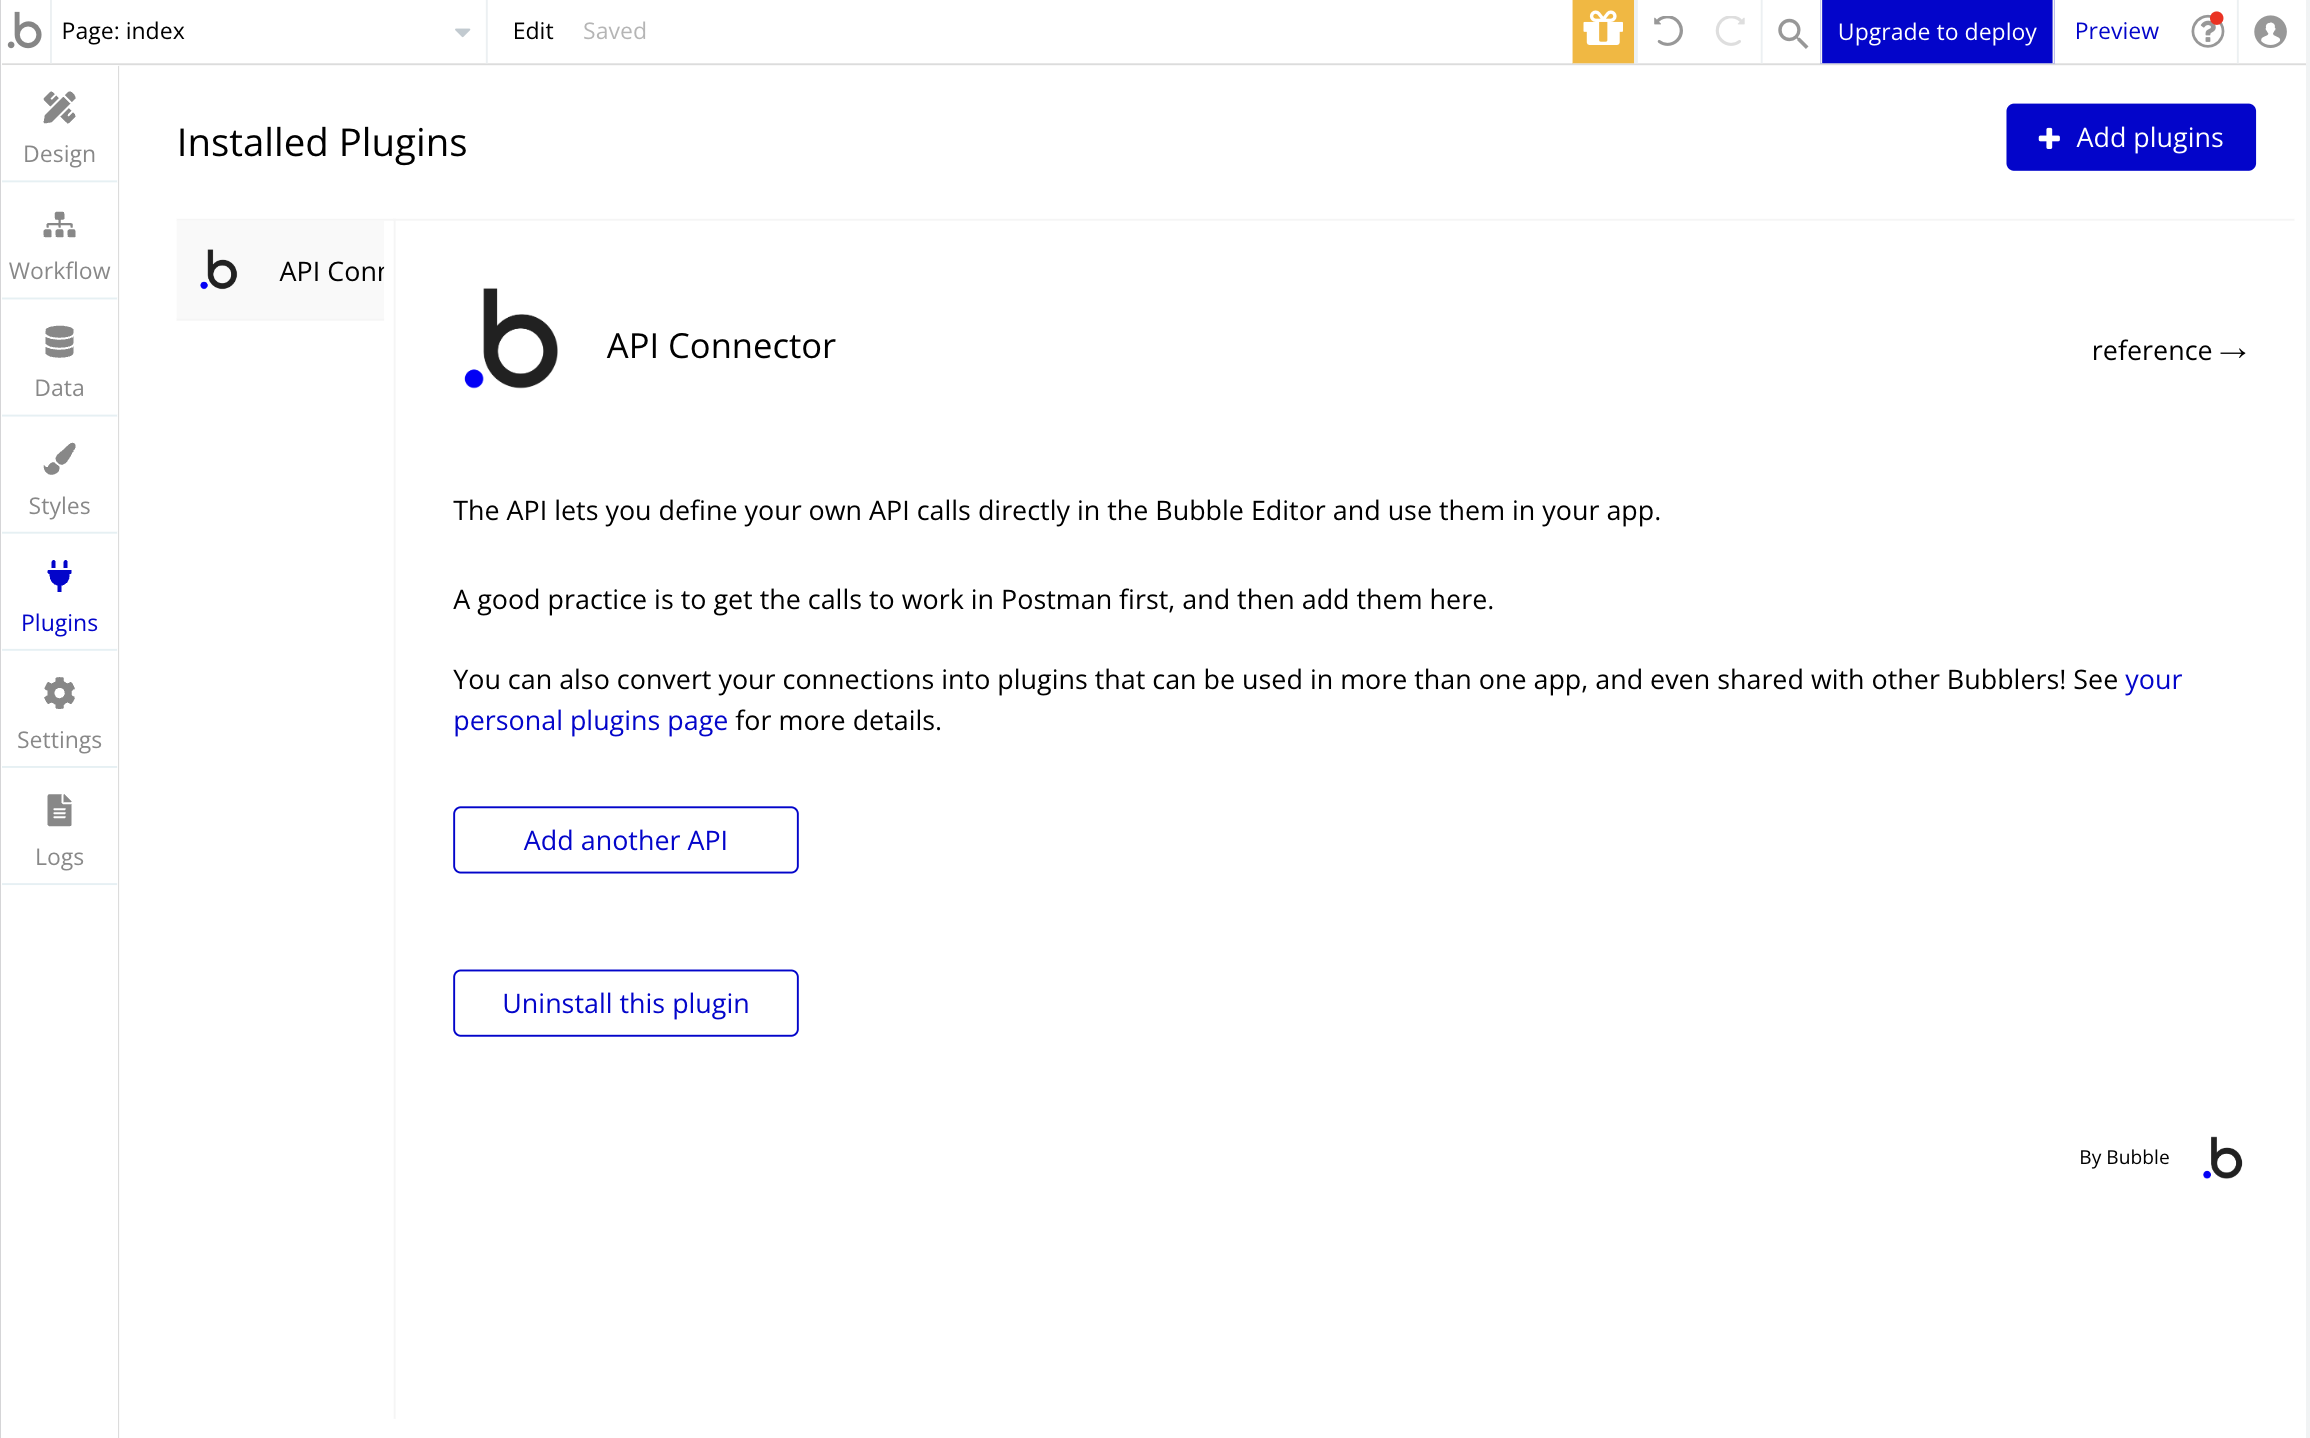 b Page: index Edit Saved Upgrade to deploy Preview
Design
Workflow
Data
Styles
Plugins
Settings
Logs
Installed Plugins
Add plugins
API Conn
API Connector
reference →
The API lets you define your own API calls directly in the Bubble Editor and use them in your app.
A good practice is to get the calls to work in Postman first, and then add them here.
You can also convert your connections into plugins that can be used in more than one app, and even shared with other Bubblers! See your
personal plugins page for more details.
Add another API
Uninstall this plugin
By Bubble